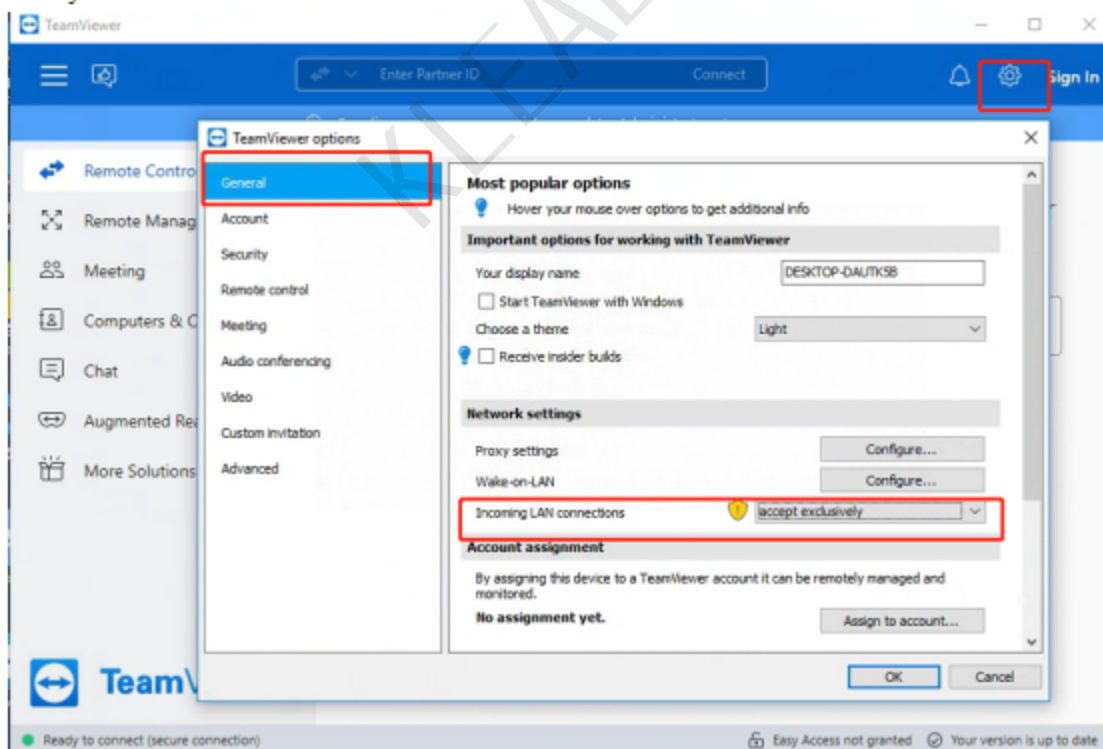 TeamViewer
Enter Partner ID
Connect
Sign In
TeamViewer options
Remote Contro
Remote Manag
Meeting
Computers & C
Chat
Augmented Rea
More Solutions
General
Account
Security
Remote control
Meeting
Audio conferencing
Video
Custom invitation
Advanced
Most popular options
Hover your mouse over options to get additional info
Important options for working with TeamViewer
Your display name DESKTOP-DAUTK5B
Start TeamViewer with Windows
Choose a theme Light
Receive insider builds
Network settings
Proxy settings Configure...
Wake-on-LAN Configure...
Incoming LAN connections accept exclusively
Account assignment
By assigning this device to a TeamViewer account it can be remotely managed and
monitored.
No assignment yet. Assign to account...
OK Cancel
Team
Ready to connect (secure connection)
Easy Access not granted Your version is up to date
KLEA